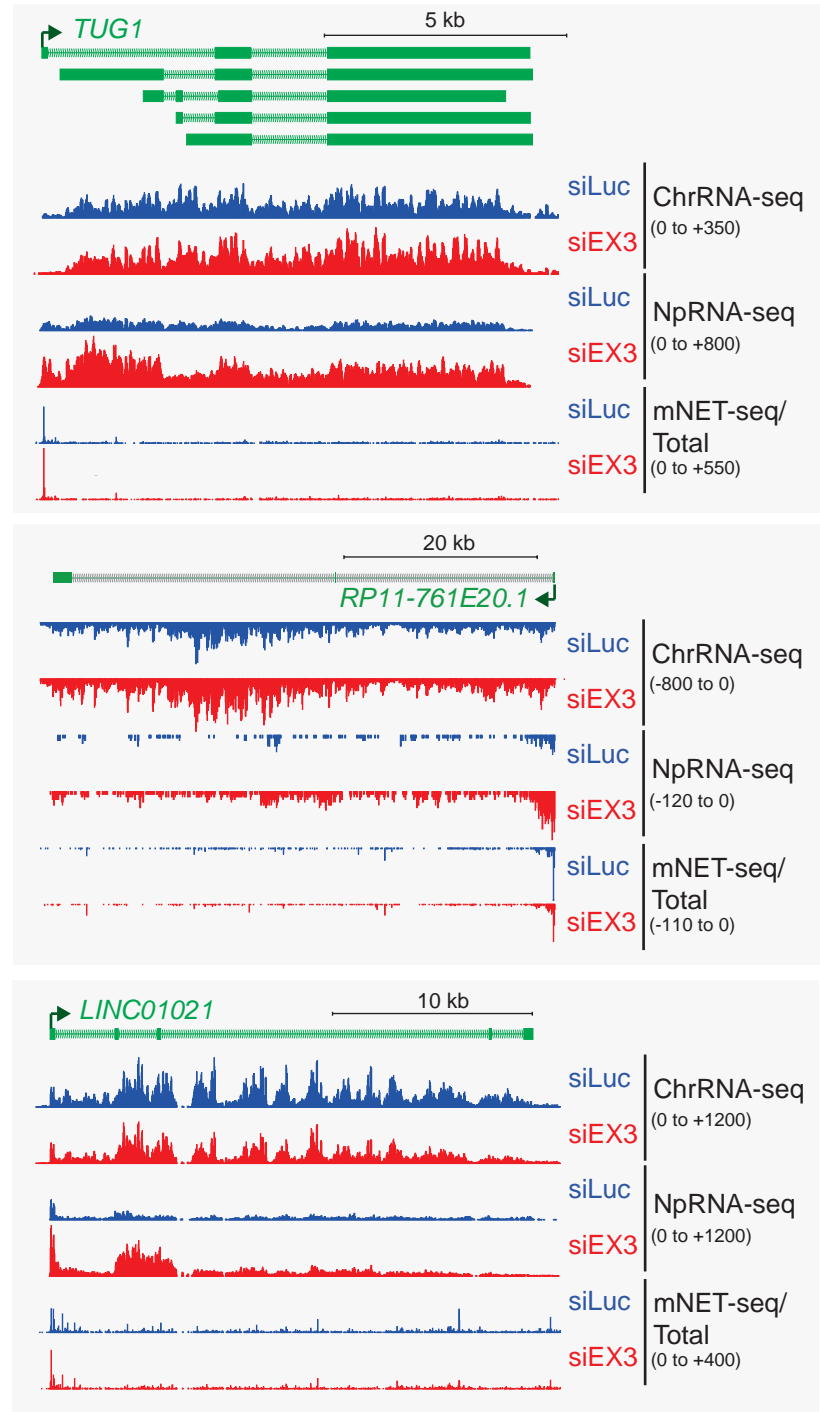 TUG1
5 kb
siLuc
ChrRNA-seq
(0 to +350)
siEX3
siLuc
NpRNA-seq
(0 to +800)
siEX3
siLuc
mNET-seq/
Total
(0 to +550)
siEX3
20 kb
RP11-761E20.1
siLuc
ChrRNA-seq
(-800 to 0)
siEX3
siLuc
NpRNA-seq
(-120 to 0)
siEX3
siLuc
mNET-seq/
Total
(-110 to 0)
siEX3
LINC01021
10 kb
siLuc
ChrRNA-seq
(0 to +1200)
siEX3
siLuc
NpRNA-seq
(0 to +1200)
siEX3
siLuc
mNET-seq/
Total
(0 to +400)
siEX3